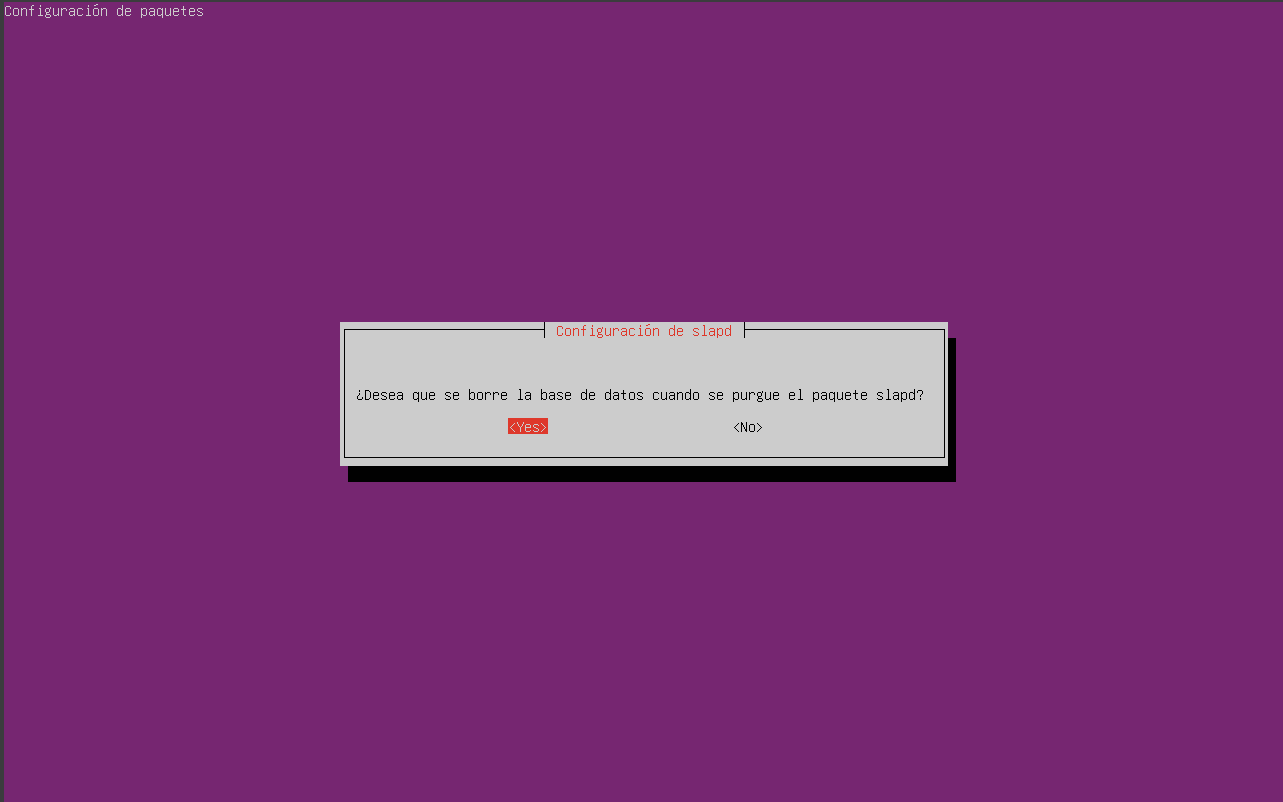 Configuración de paquetes
Configuración de slapd
¿Desea que se borre la base de datos cuando se purgue el paquete slapd?
<Yes> <No>